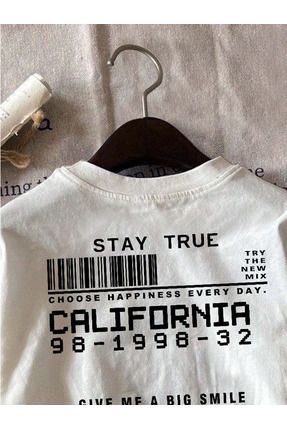 STAY TRUE
TRY
THE
NEW
MIX
CHOOSE HAPPINESS EVERY DAY.
CALIFORNIA
98-1998-32
GIVE ME A BIG SMILE